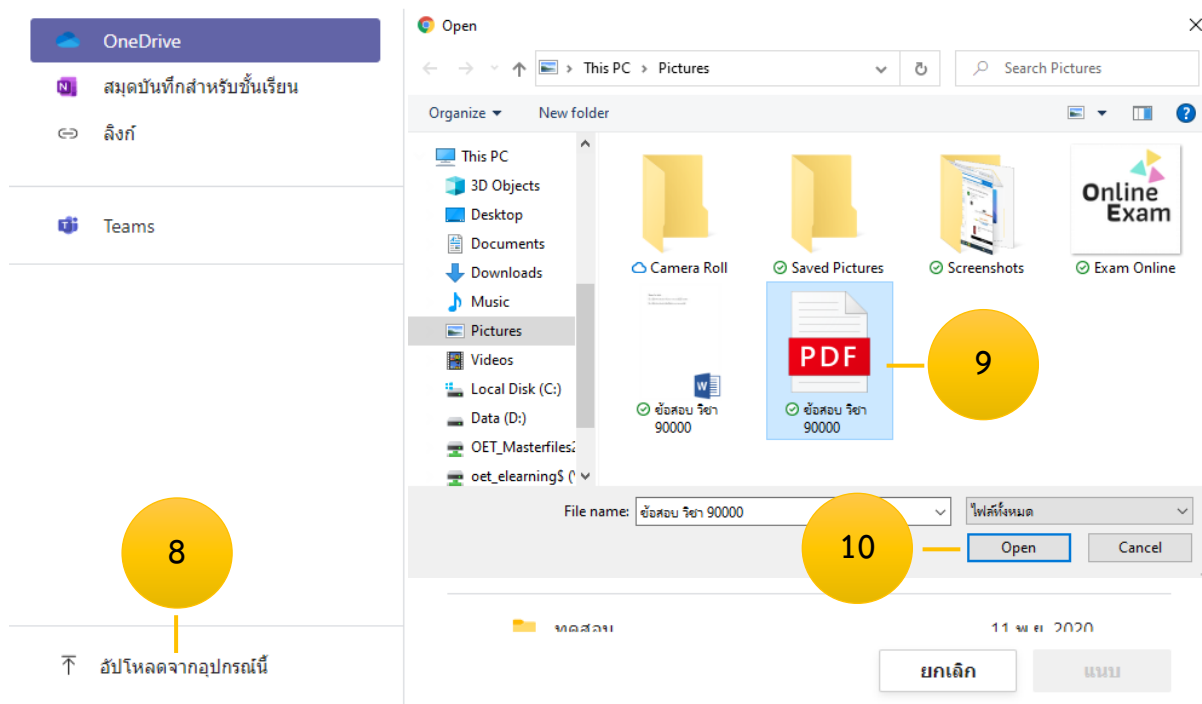 OneDrive
สมุดบันทึกสำหรับชั้นเรียน
ลิงก์
Teams
8
อัปโหลดจากอุปกรณ์นี้
Open
This PC > Pictures
Search Pictures
Organize
New folder
This PC
3D Objects
Desktop
Documents
Downloads
Music
Pictures
Videos
Local Disk (C:)
Data (D:)
OET_Masterfiles2
oet_elearning$ (
Online
Exam
Camera Roll
Saved Pictures
Screenshots
Exam Online
W
PDF
9
ข้อสอบ วิชา
90000
ข้อสอบ วิชา
90000
File name:
ข้อสอบ วิชา 90000
ไฟล์ทั้งหมด
10
Open
Cancel
ทดสอบ
11 พ.ย. 2020
ยกเลิก
แนบ